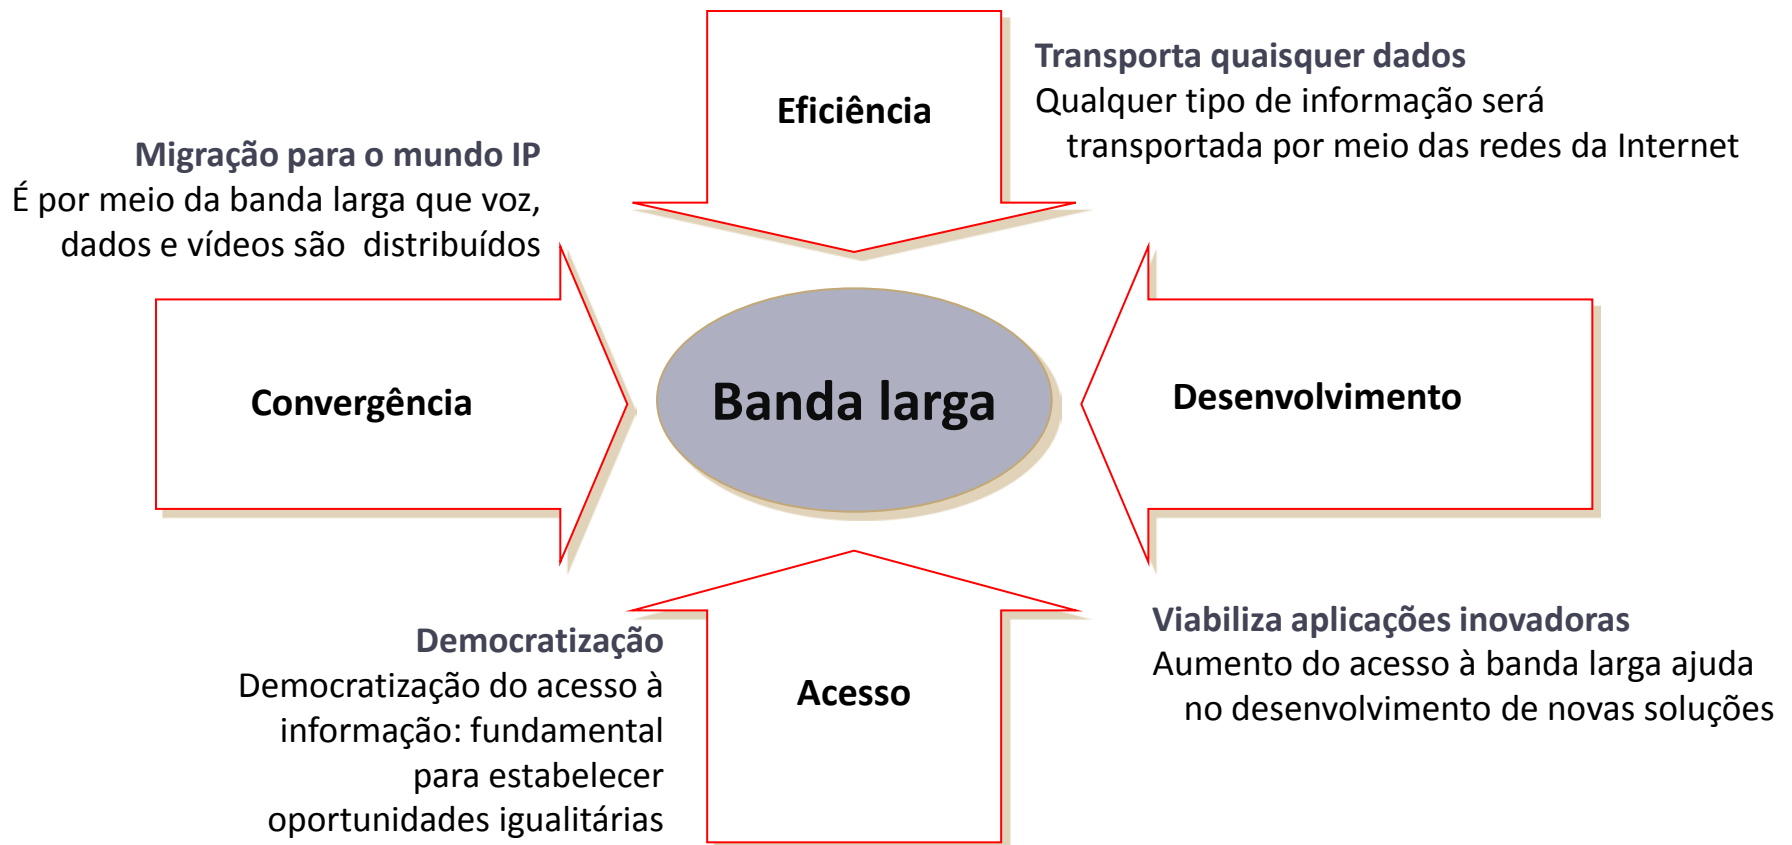 Eficiência
Transporta quaisquer dados
Qualquer tipo de informação será
transportada por meio das redes da Internet
Migração para o mundo IP
É por meio da banda larga que voz,
dados e vídeos são distribuídos
Convergência
Banda larga
Desenvolvimento
Democratização
Democratização do acesso à
informação: fundamental
para estabelecer
oportunidades igualitárias
Acesso
Viabiliza aplicações inovadoras
Aumento do acesso à banda larga ajuda
no desenvolvimento de novas soluções